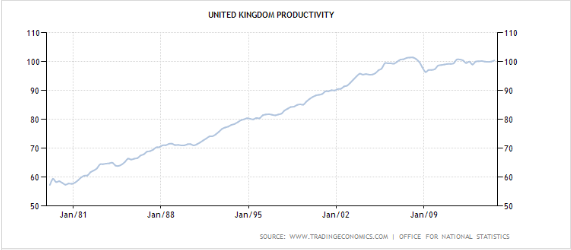 UNITED KINGDOM PRODUCTIVITY
110 110
100 100
90 90
80 80
70 70
60 60
50 50
Jan/81 Jan/88 Jan/95 Jan/02 Jan/09
SOURCE: WWW.TRADINGECONOMICS.COM | OFFICE FOR NATIONAL STATISTICS